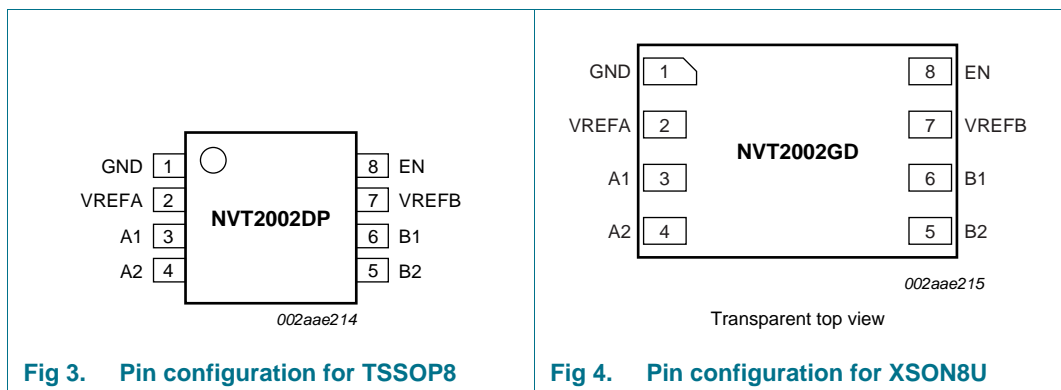 GND 1 8 EN
VREFA 2 7 VREFB
NVT2002DP
A1 3 6 B1
A2 4 5 B2
002aae214
Fig 3. Pin configuration for TSSOP8
GND 1 8 EN
VREFA 2 7 VREFB
NVT2002GD
A1 3 6 B1
A2 4 5 B2
002aae215
Transparent top view
Fig 4. Pin configuration for XSON8U